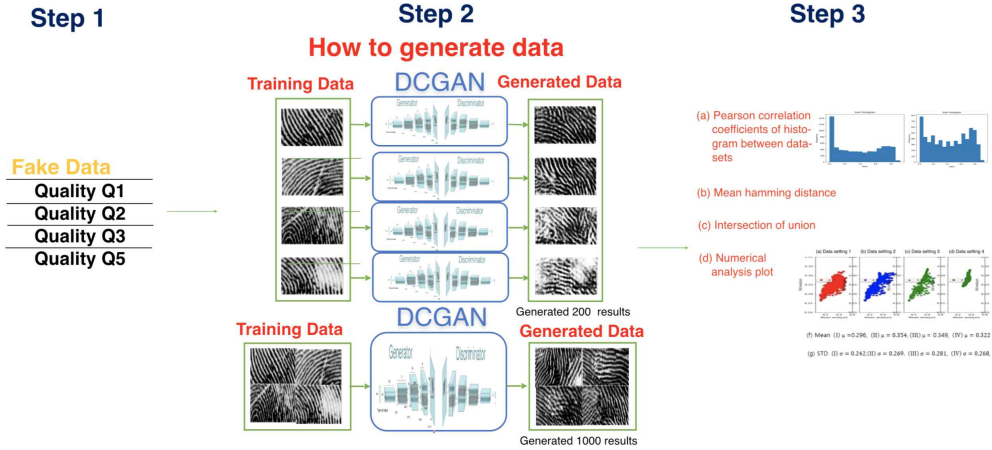 Step 1
Step 2
Step 3
How to generate data
Training Data
DCGAN
Generated Data
Generator
Discriminator
Generator
Discriminator
Generator
Discriminator
Generator
Discriminator
Fake Data
Quality Q1
Quality Q2
Quality Q3
Quality Q5
Generated 200 results
DCGAN
Training Data
Generated Data
Generator
Discriminator
Generated 1000 results
(a) Pearson correlation
coefficients of histo-
gram between data-
sets
(b) Mean hamming distance
(c) Intersection of union
(d) Numerical
analysis plot
(a) Data setting 1
(b) Data setting 2
(c) Data setting 3
(d) Data setting 4
(f) Mean (I) μ =0.296, (II) μ = 0.354, (III) μ = 0.349, (IV) μ = 0.322
(g) STD (I) σ = 0.242,(II) σ = 0.269, (III) σ = 0.281, (IV) σ = 0.268,